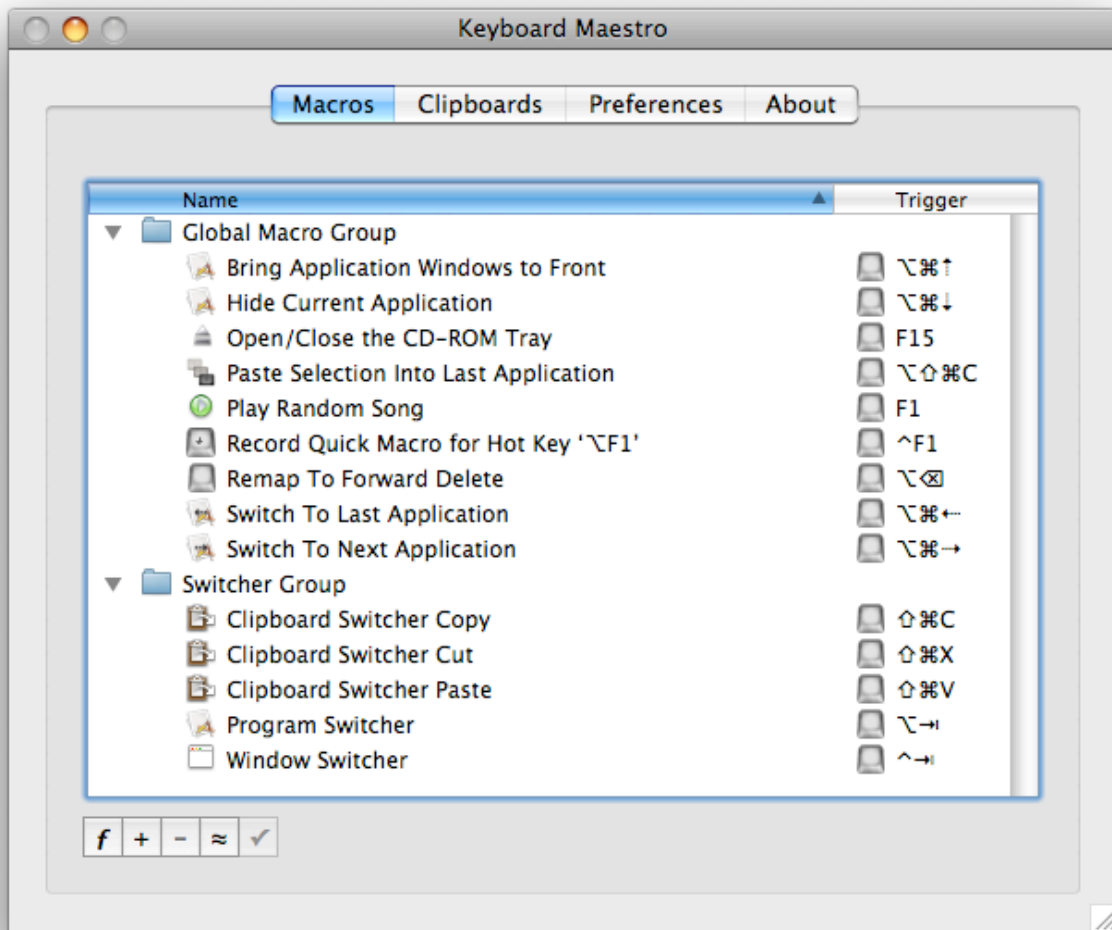 Keyboard Maestro
Macros Clipboards Preferences About
Name Trigger
Global Macro Group
Bring Application Windows to Front ⌥⌘⇡
Hide Current Application ⌥⌘⇣
Open/Close the CD-ROM Tray F15
Paste Selection Into Last Application ⌥⇧⌘C
Play Random Song F1
Record Quick Macro for Hot Key ‘⌥F1’ ^F1
Remap To Forward Delete ⌥⌫
Switch To Last Application ⌥⌘⇠
Switch To Next Application ⌥⌘⇢
Switcher Group
Clipboard Switcher Copy ⇧⌘C
Clipboard Switcher Cut ⇧⌘X
Clipboard Switcher Paste ⇧⌘V
Program Switcher ⌥⇥
Window Switcher ^⇥
f + - ≈ ✓